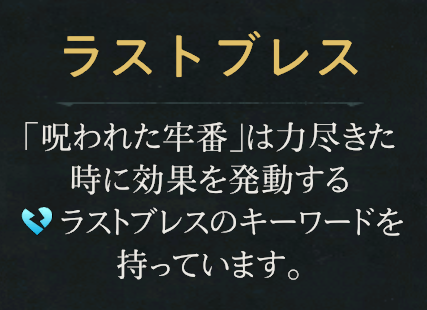 ラストブレス
「呪われた牢番」は力尽きた
時に効果を発動する
ラストブレスのキーワードを
持っています。